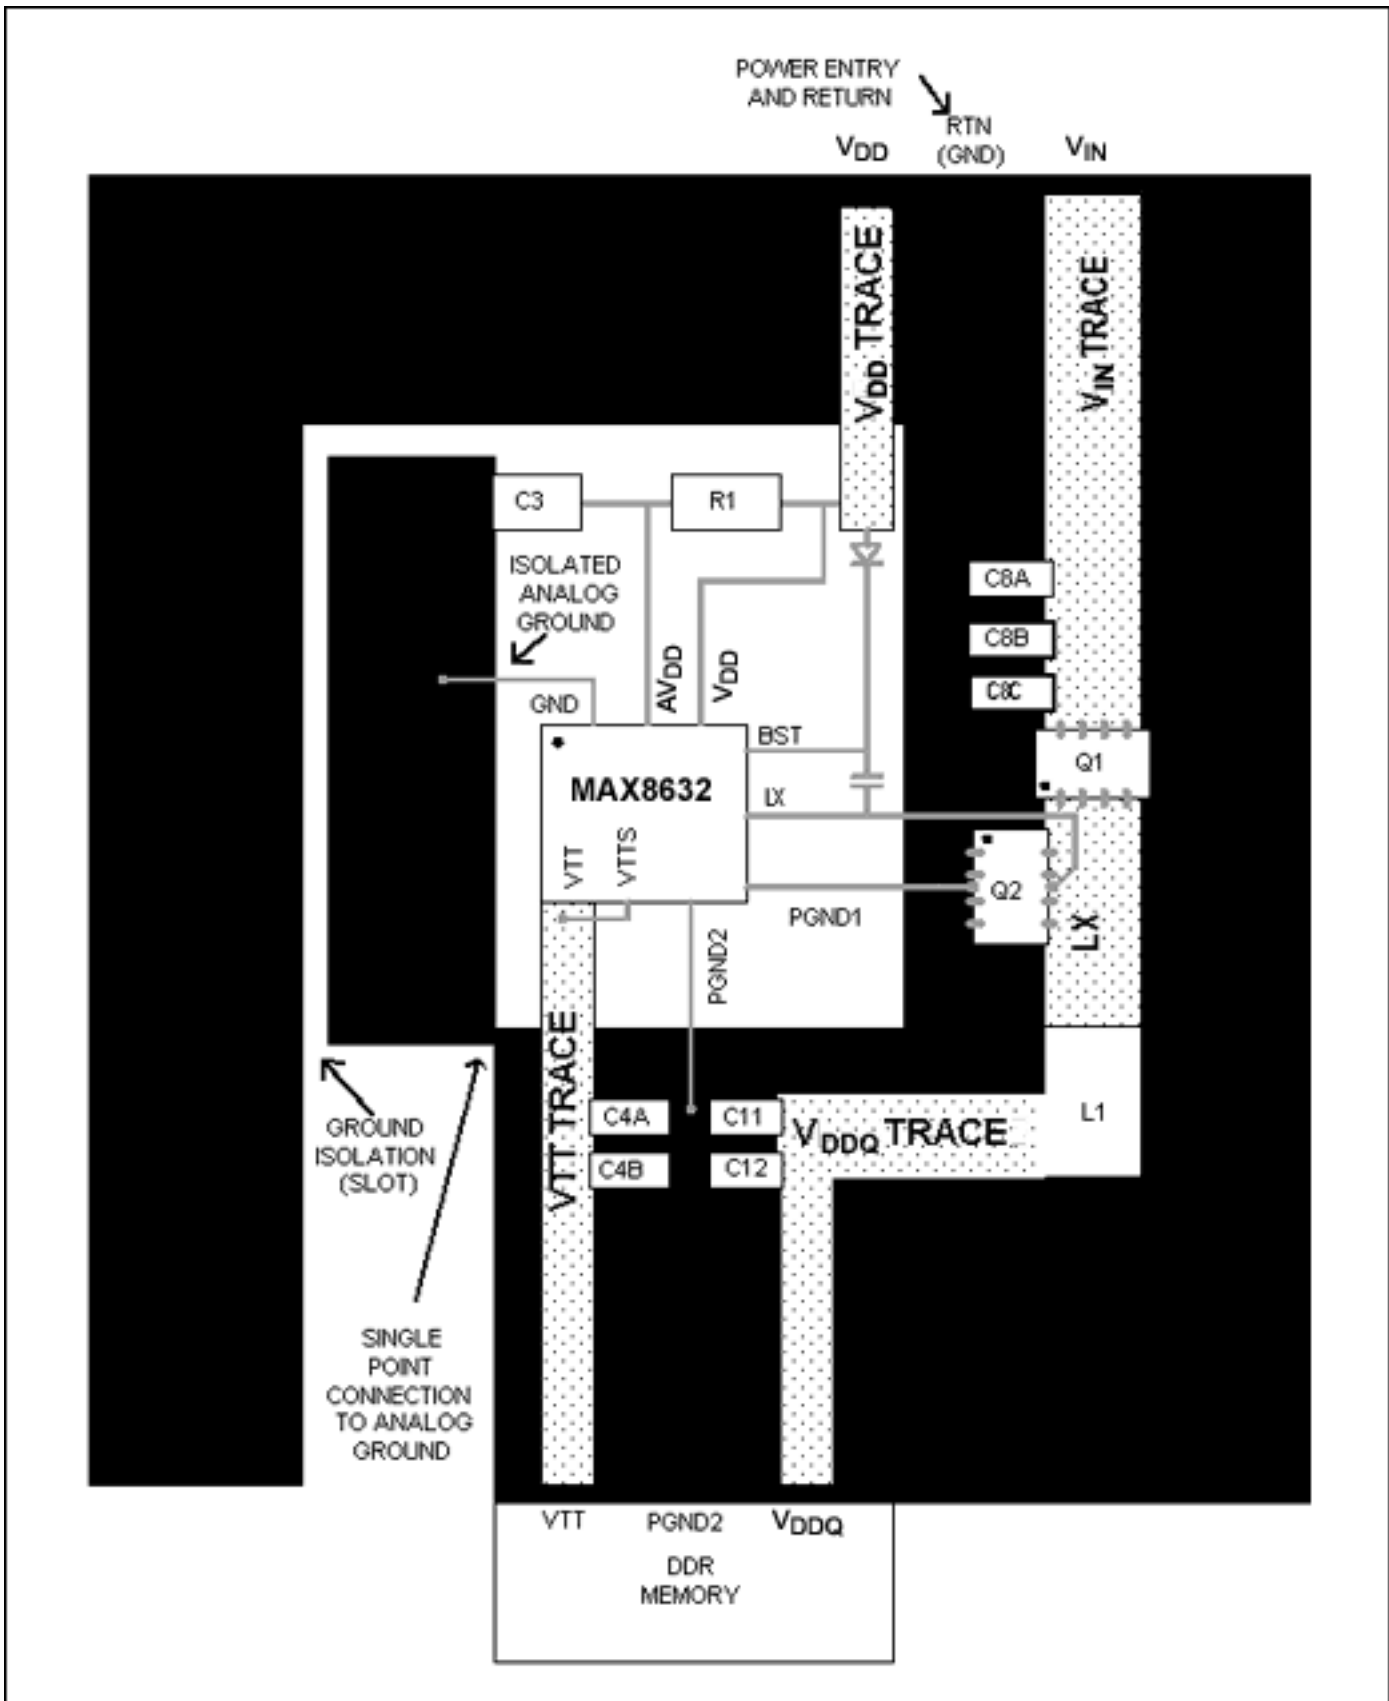 POWER ENTRY
AND RETURN
RTN
(GND)
VDD
VIN
VDD TRACE
VIN TRACE
C3
R1
ISOLATED
ANALOG
GROUND
C8A
C8B
C8C
GND
AVDD
VDD
BST
Q1
MAX8632
LX
VTT
VTTS
Q2
PGND1
LX
PGND2
VTT TRACE
GROUND
ISOLATION
(SLOT)
C4A
C11
VDDQ TRACE
L1
C4B
C12
SINGLE
POINT
CONNECTION
TO ANALOG
GROUND
VTT
PGND2
VDDQ
DDR
MEMORY